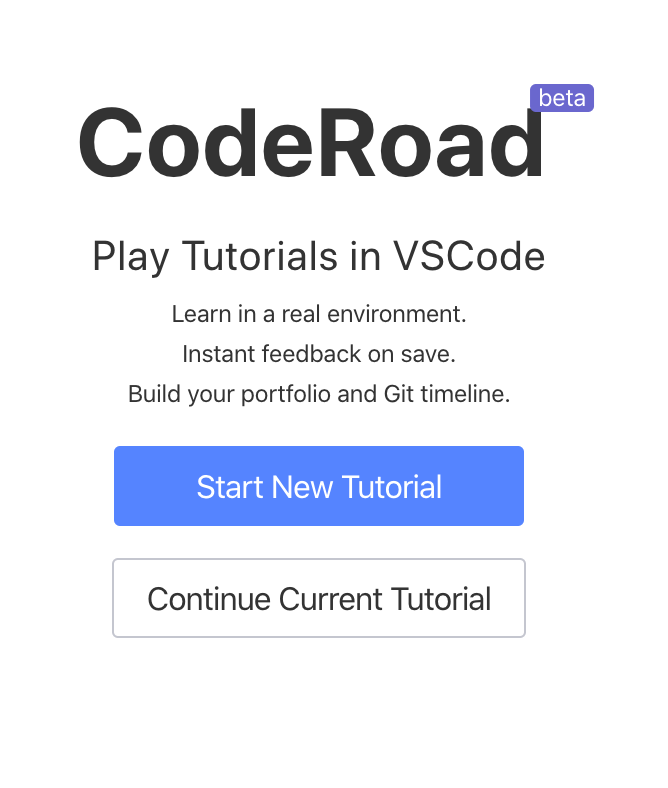 beta
CodeRoad
Play Tutorials in VSCode
Learn in a real environment.
Instant feedback on save.
Build your portfolio and Git timeline.
Start New Tutorial
Continue Current Tutorial